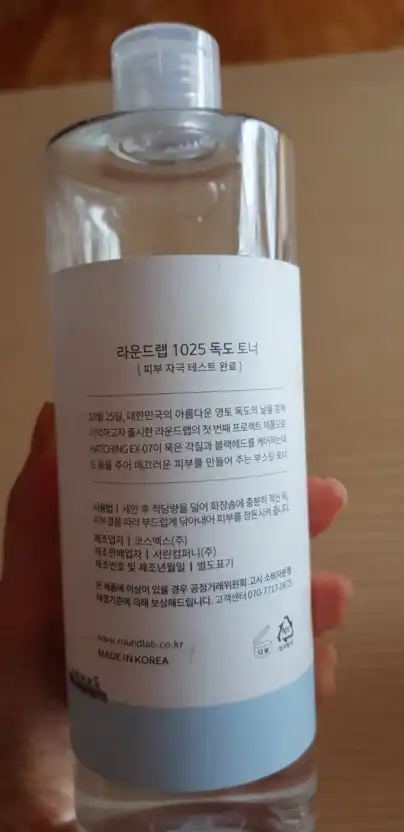 라운드랩 1025 독도 토너
[ 피부 자극 테스트 완료 ]
10월 25일, 대한민국의 아름다운 영토 독도의 날을 함께
기억하고자 출시한 라운드랩의 첫 번째 프로젝트 제품으로
HATCHING EX-07이 묵은 각질과 블랙헤드를 케어하는데
도움을 주어 매끄러운 피부를 만들어 주는 부스팅 토너
사용법 | 세안 후 적당량을 덜어 화장솜에 충분히 적신 뒤,
피부결을 따라 부드럽게 닦아내어 피부를 정돈시켜 줍니다.
제조업자 | 코스맥스(주)
제조판매업자 | 서린컴퍼니(주)
제조번호 및 제조년월일 | 별도표기
본 제품에 이상이 있을 경우 공정거래위원회 고시 소비자분쟁
해결기준에 의해 보상해드립니다. 고객센터
www.roundlab.co.kr
MADE IN KOREA